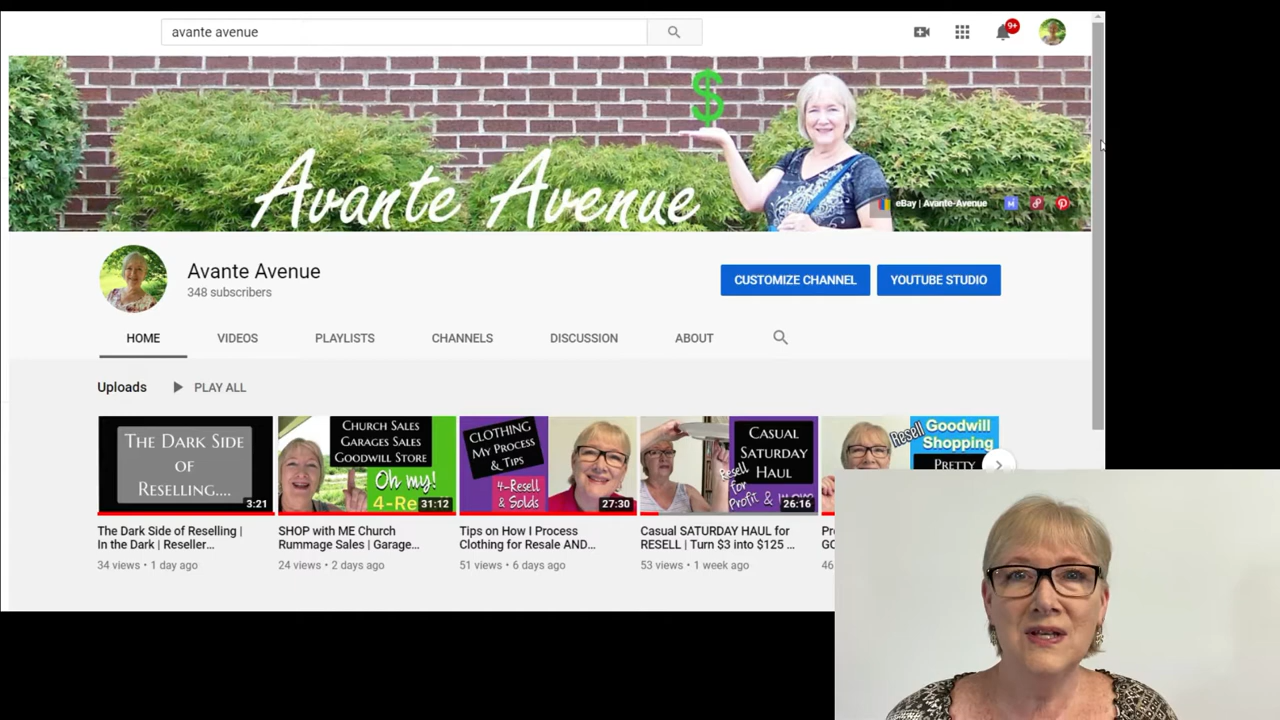 avante avenue
9+
$
Avante Avenue
eBay | Avante-Avenue
Avante Avenue
348 subscribers
CUSTOMIZE CHANNEL
YOUTUBE STUDIO
HOME
VIDEOS
PLAYLISTS
CHANNELS
DISCUSSION
ABOUT
Uploads
PLAY ALL
THE DARK SIDE
OF
RESELLING....
3:21
The Dark Side of Reselling |
In the Dark | Reseller...
34 views • 1 day ago
CHURCH SALES
GARAGES SALES
GOODWILL STORE
Oh my!
4-Re
31:12
SHOP with ME Church
Rummage Sales | Garage...
24 views • 2 days ago
CLOTHING
MY PROCESS
& TIPS
4-Resell
& Solds
27:30
Tips on How I Process
Clothing for Resale AND...
51 views • 6 days ago
CASUAL
SATURDAY
HAUL
Resell
for
Profit &
26:16
Casual SATURDAY HAUL for
RESELL | Turn $3 into $125 ...
53 views • 1 week ago
Resell
Goodwill
Shopping
PRETTY
Pr
GO
46